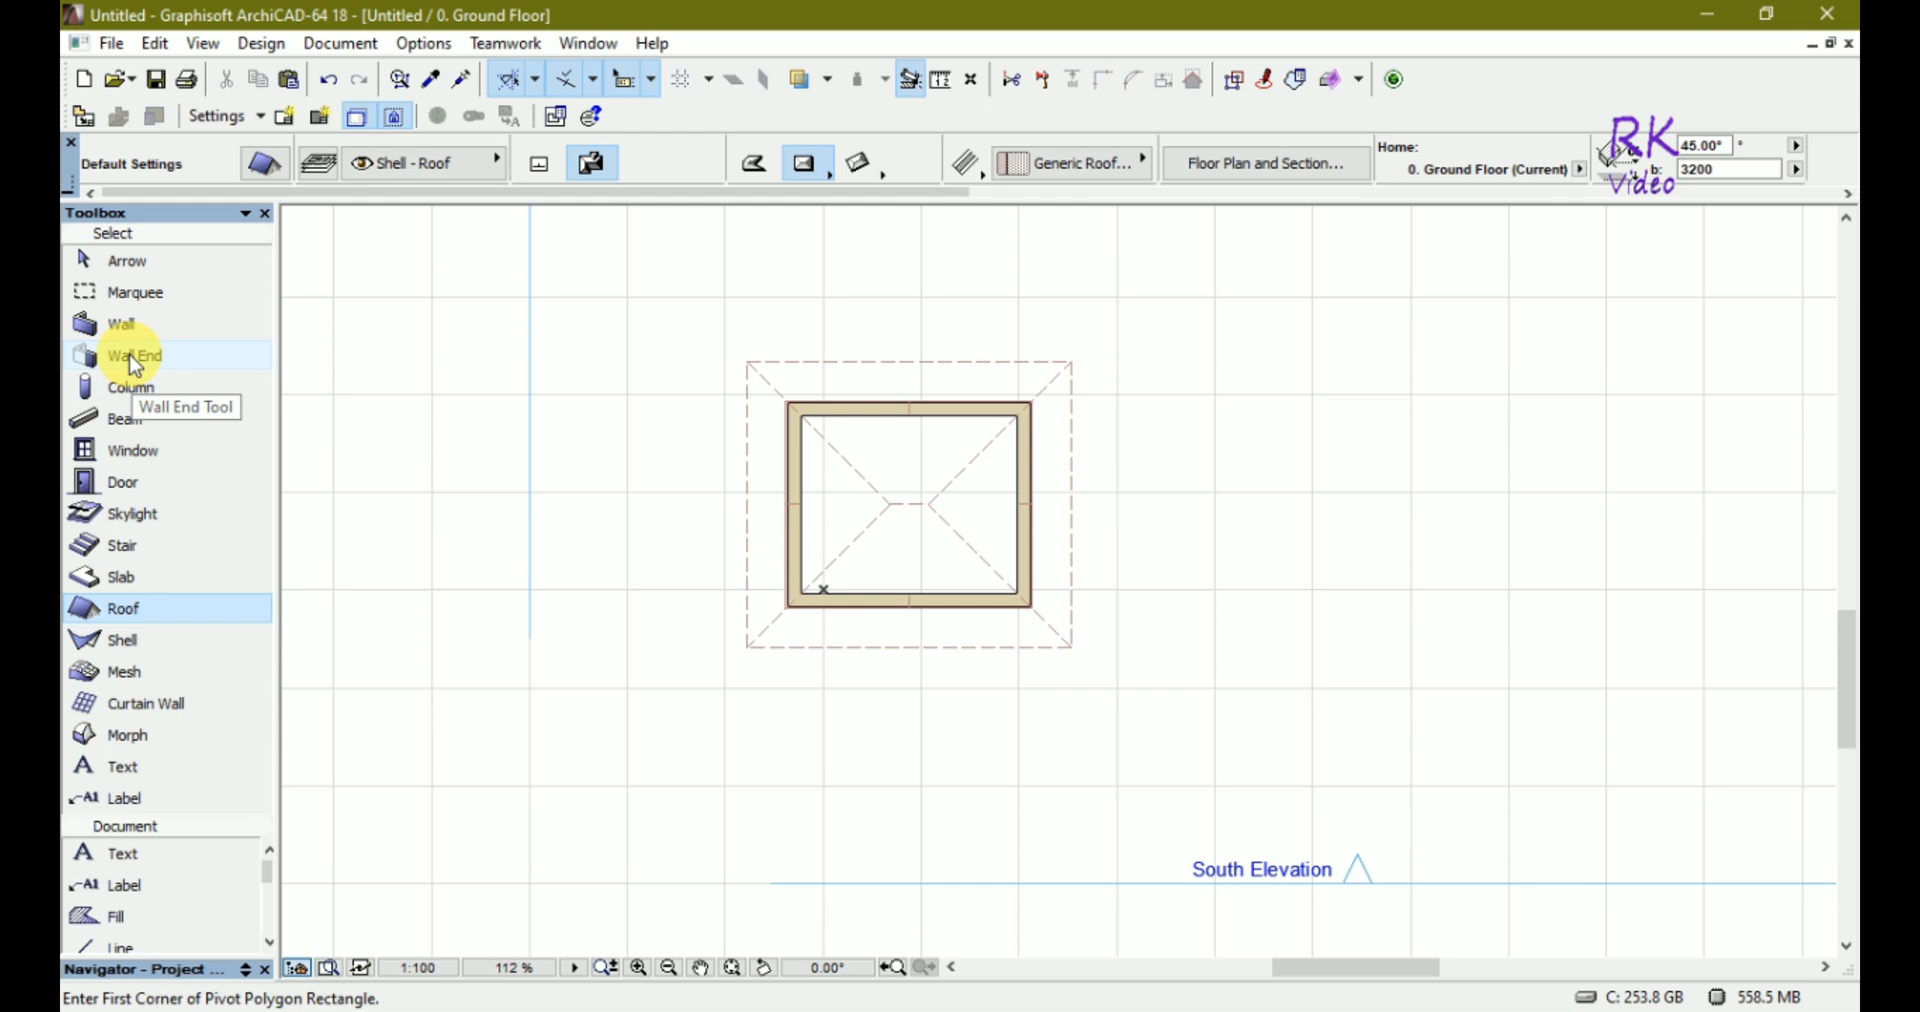 Untitled - Graphisoft ArchiCAD-64 18 - [Untitled / 0. Ground Floor]
File Edit View Design Document Options Teamwork Window Help
Settings
Default Settings
Shell - Roof
Generic Roof...
Floor Plan and Section...
Home:
0. Ground Floor (Current)
45.00°
b: 3200
RK
Video
Toolbox
Select
Arrow
Marquee
Wall
Wall End
Column
Wall End Tool
Window
Door
Skylight
Stair
Slab
Roof
Shell
Mesh
Curtain Wall
Morph
A Text
A1 Label
Document
A Text
A1 Label
Fill
Line
South Elevation
Navigator - Project ...
1:100
112 %
0.00°
Enter First Corner of Pivot Polygon Rectangle.
C: 253.8 GB
558.5 MB